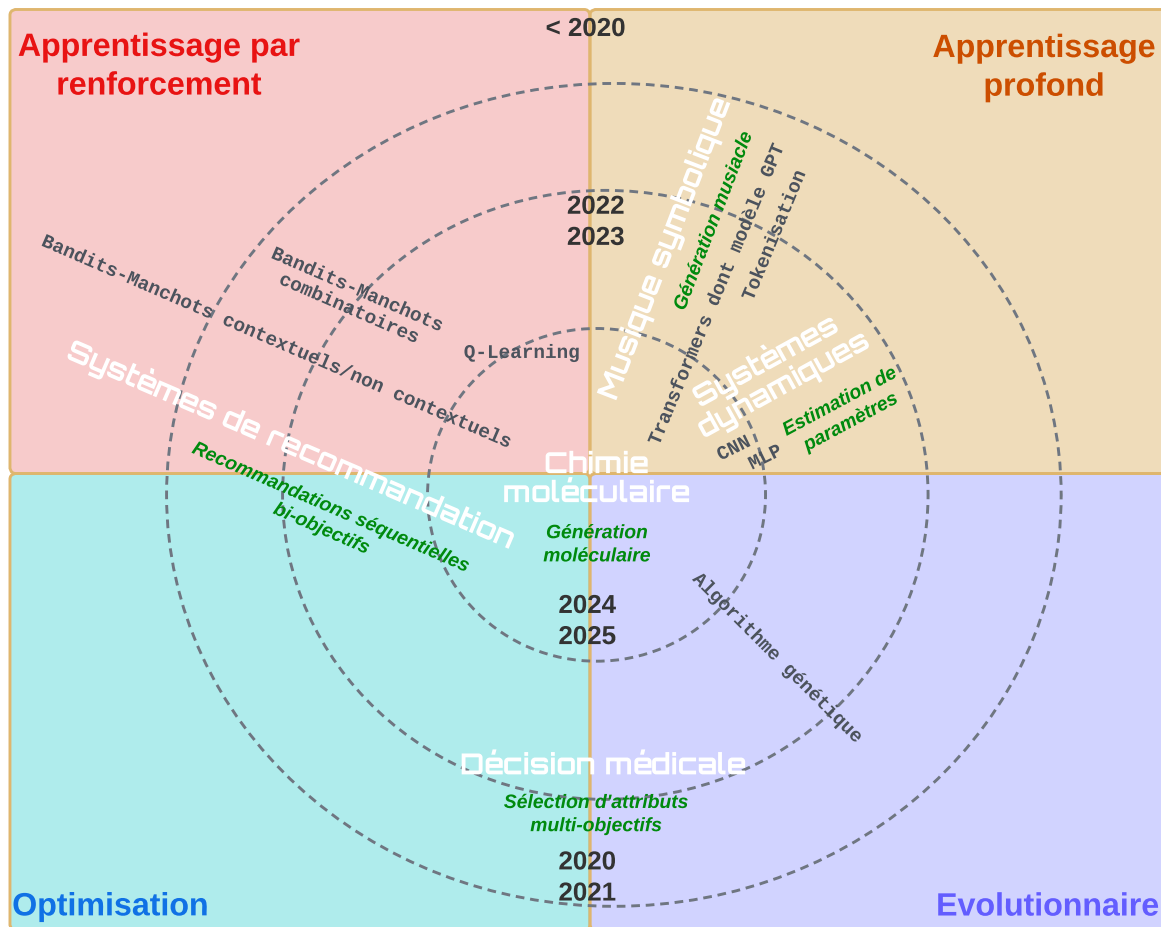 < 2020
Apprentissage par
renforcement
Apprentissage
profond
2022
2023
Bandits-Manchots
combinatoires
Bandits-Manchots contextuels/non contextuels
Q-Learning
Systèmes de recommandation
Recommandations séquentielles
bi-objectifs
Musique symbolique
Génération musiacle
Transformers dont modèle GPT
Tokenisation
Systèmes
dynamiques
Estimation de
paramètres
CNN
MLP
Chimie
moléculaire
Génération
moléculaire
2024
2025
Algorithme génétique
Décision médicale
Sélection d'attributs
multi-objectifs
2020
2021
Optimisation
Evolutionnaire